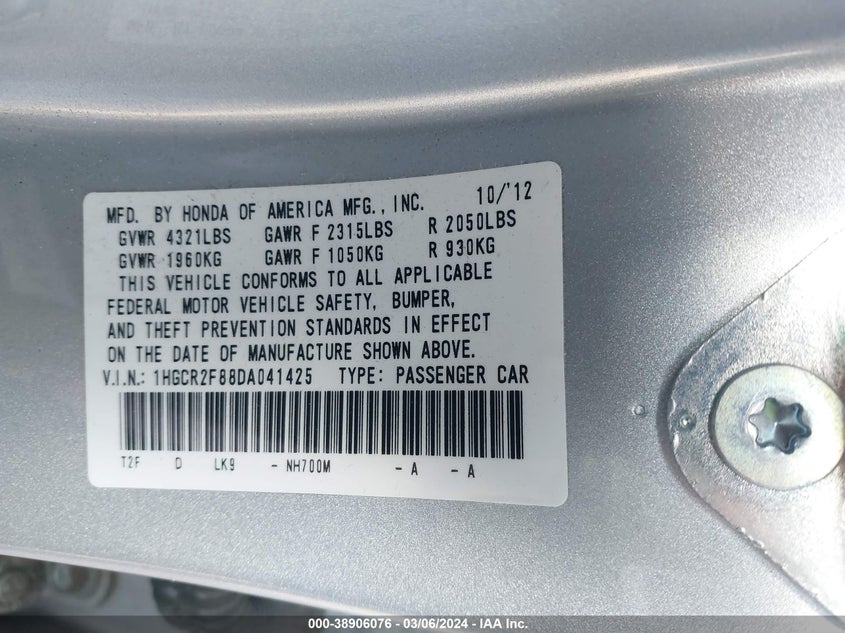 MFD. BY HONDA OF AMERICA MFG., INC. 10/'12
GVWR 4321LBS GAWR F 2315LBS R 2050LBS
GVWR 1960KG GAWR F 1050KG R 930KG
THIS VEHICLE CONFORMS TO ALL APPLICABLE
FEDERAL MOTOR VEHICLE SAFETY, BUMPER,
AND THEFT PREVENTION STANDARDS IN EFFECT
ON THE DATE OF MANUFACTURE SHOWN ABOVE.
V.I.N.: 1HGCR2F88DA041425 TYPE: PASSENGER CAR
T2F D LK9 - NH700M - A - A
000-38906076 - 03/06/2024 - IAA Inc.